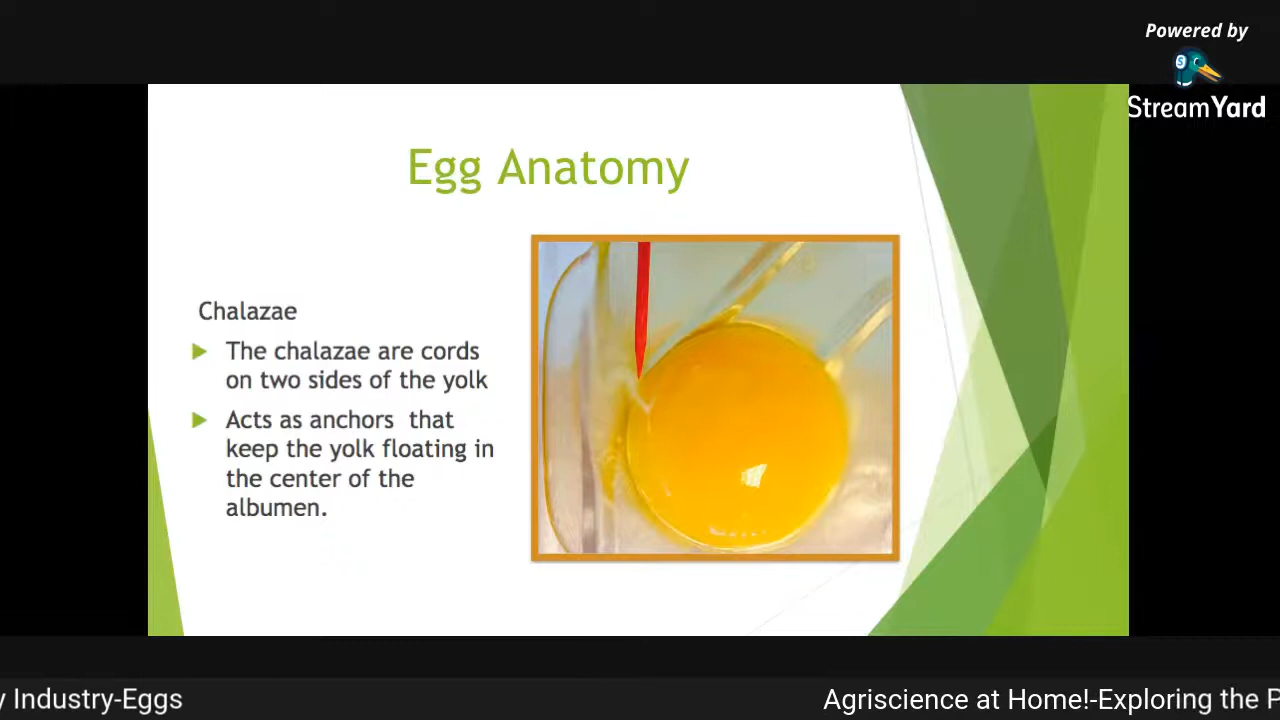 Powered by
StreamYard
Egg Anatomy
Chalazae
The chalazae are cords
on two sides of the yolk
Acts as anchors that
keep the yolk floating in
the center of the
albumen.
y Industry-Eggs
Agriscience at Home!-Exploring the P